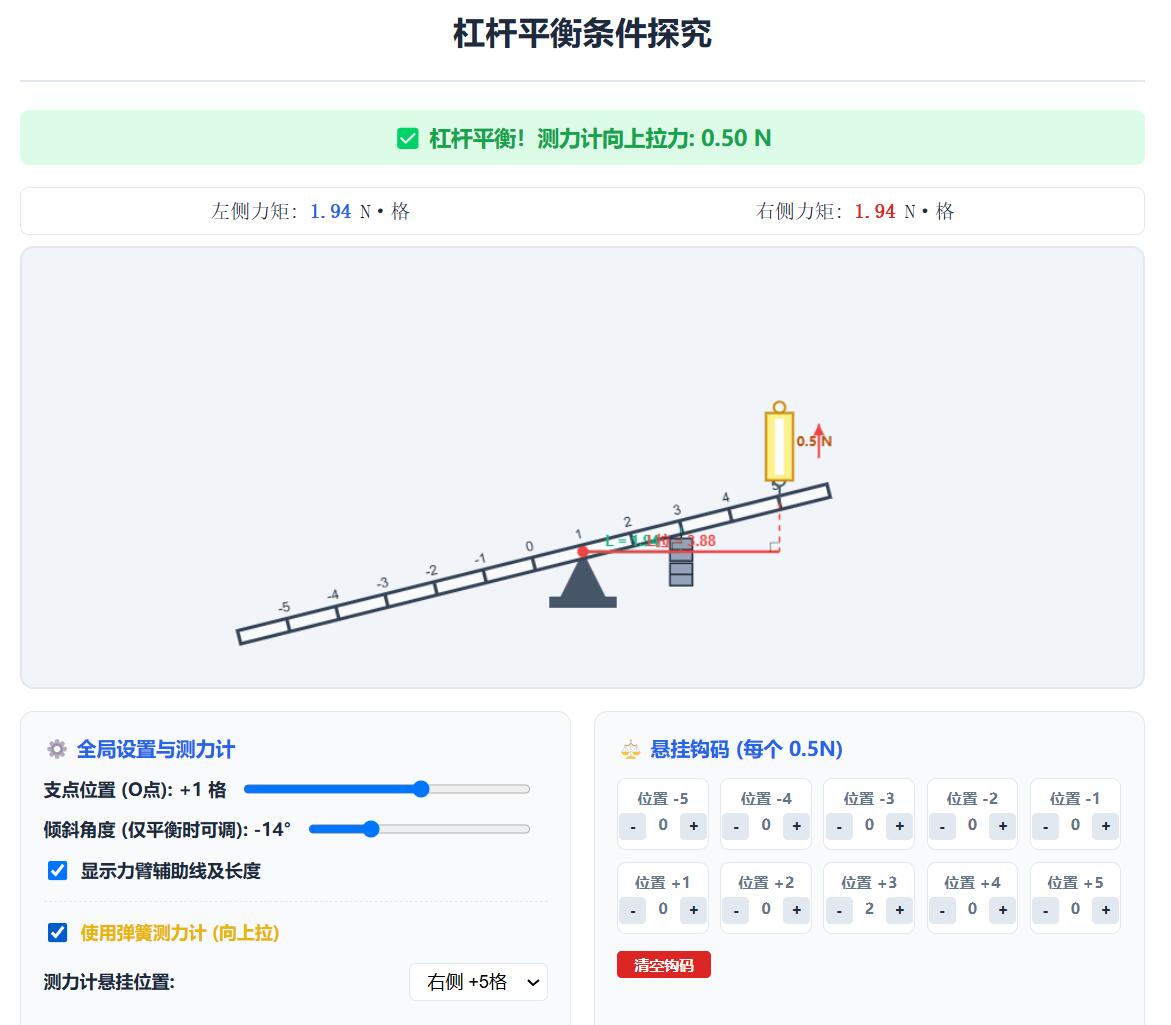 杠杆平衡条件探究
杠杆平衡！测力计向上拉力: 0.50 N
左侧力矩: 1.94 N·格
右侧力矩: 1.94 N·格
0.5 N
-5 -4 -3 -2 -1 0 1 2 3 4 5
3.88
全局设置与测力计
支点位置 (O点): +1 格
倾斜角度 (仅平衡时可调): -14°
显示力臂辅助线及长度
使用弹簧测力计 (向上拉)
测力计悬挂位置:
右侧 +5格
悬挂钩码 (每个 0.5N)
位置 -5 位置 -4 位置 -3 位置 -2 位置 -1
- 0 + - 0 + - 0 + - 0 + - 0 +
位置 +1 位置 +2 位置 +3 位置 +4 位置 +5
- 0 + - 0 + - 2 + - 0 + - 0 +
清空钩码